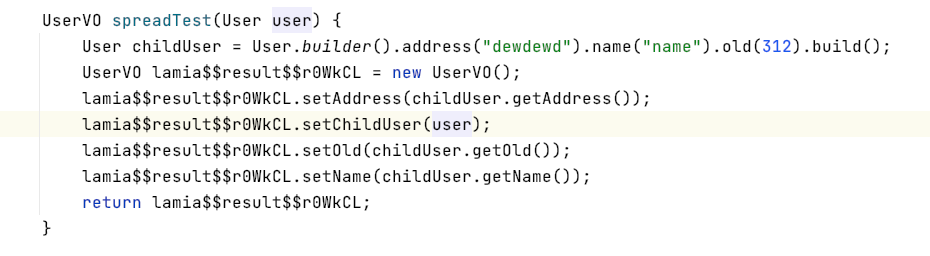 UserVO spreadTest(User user) {
    User childUser = User.builder().address("dewdewd").name("name").old(312).build();
    UserVO lamia$$result$$r0WkCL = new UserVO();
    lamia$$result$$r0WkCL.setAddress(childUser.getAddress());
    lamia$$result$$r0WkCL.setChildUser(user);
    lamia$$result$$r0WkCL.setOld(childUser.getOld());
    lamia$$result$$r0WkCL.setName(childUser.getName());
    return lamia$$result$$r0WkCL;
}